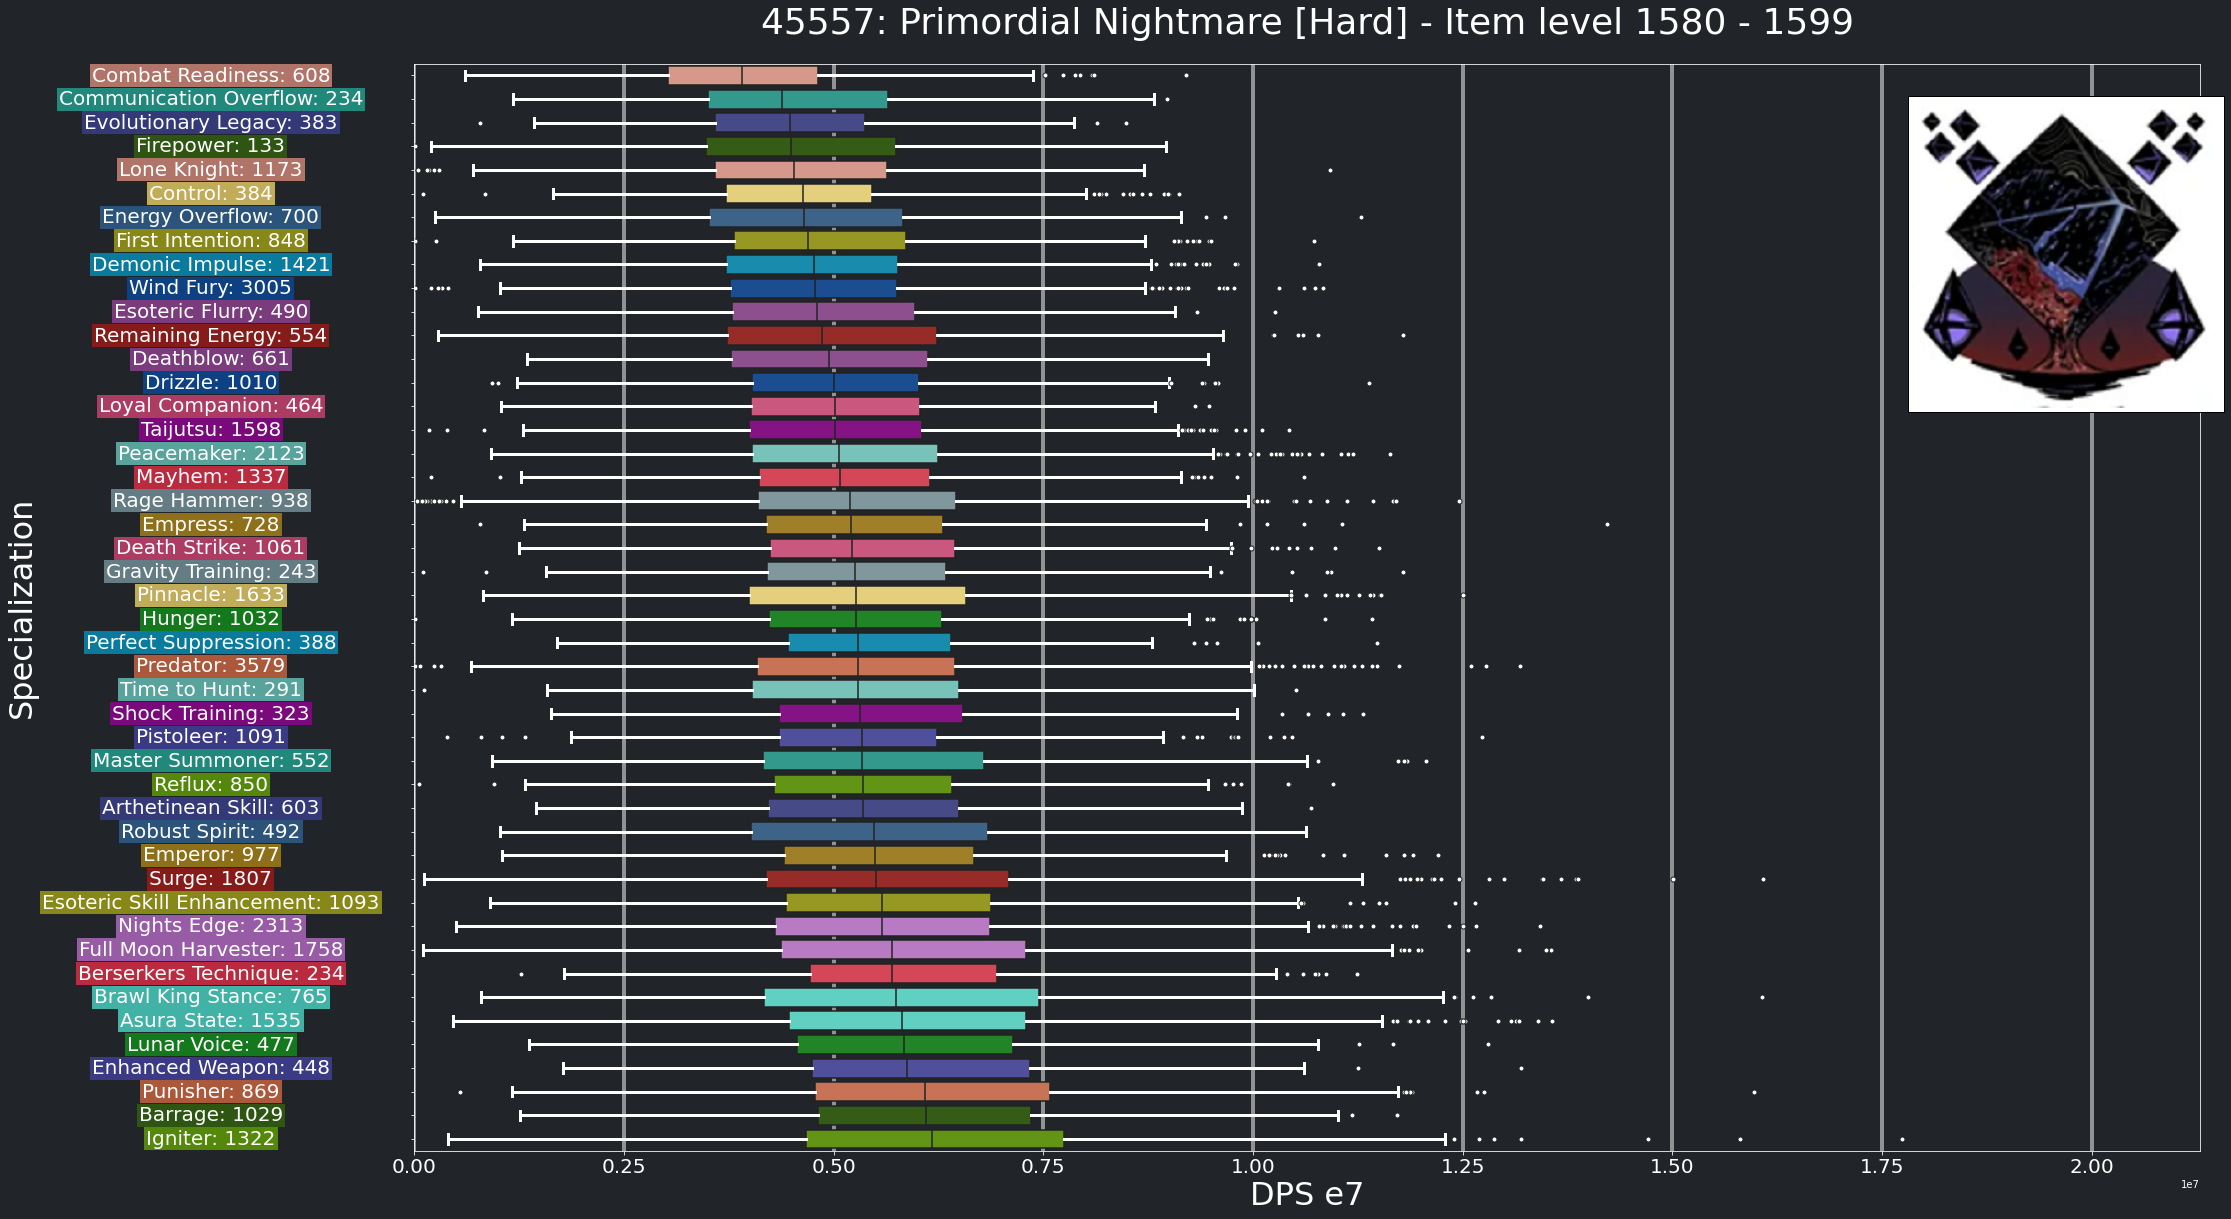 45557: Primordial Nightmare [Hard] - Item level 1580 - 1599
Combat Readiness: 608
Communication Overflow: 234
Evolutionary Legacy: 383
Firepower: 133
Lone Knight: 1173
Control: 384
Energy Overflow: 700
First Intention: 848
Demonic Impulse: 1421
Wind Fury: 3005
Esoteric Flurry: 490
Remaining Energy: 554
Deathblow: 661
Drizzle: 1010
Loyal Companion: 464
Taijutsu: 1598
Peacemaker: 2123
Mayhem: 1337
Rage Hammer: 938
Empress: 728
Death Strike: 1061
Gravity Training: 243
Pinnacle: 1633
Hunger: 1032
Perfect Suppression: 388
Predator: 3579
Time to Hunt: 291
Shock Training: 323
Pistoleer: 1091
Master Summoner: 552
Reflux: 850
Arthetinean Skill: 603
Robust Spirit: 492
Emperor: 977
Surge: 1807
Esoteric Skill Enhancement: 1093
Nights Edge: 2313
Full Moon Harvester: 1758
Berserkers Technique: 234
Brawl King Stance: 765
Asura State: 1535
Lunar Voice: 477
Enhanced Weapon: 448
Punisher: 869
Barrage: 1029
Igniter: 1322
Specialization
0.00 0.25 0.50 0.75 1.00 1.25 1.50 1.75 2.00
1e7
DPS e7